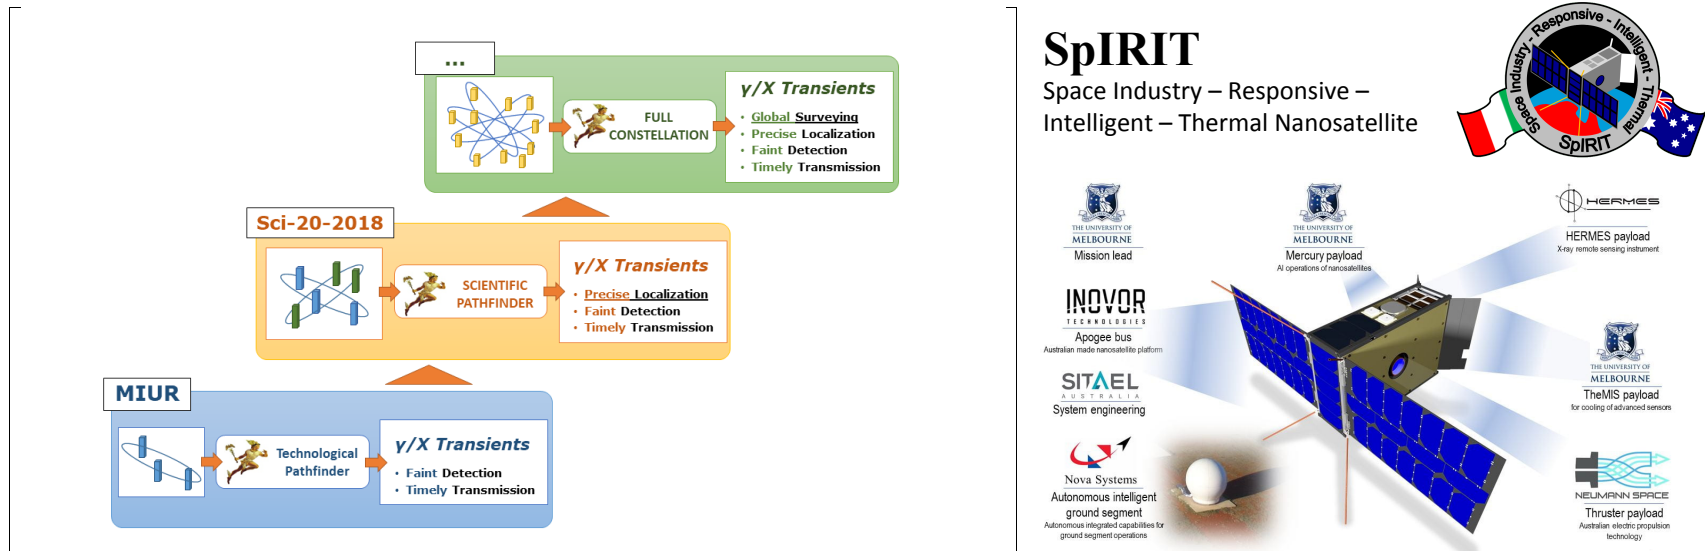 ...
γ/X Transients
FULL
CONSTELLATION
• Global Surveying
• Precise Localization
• Faint Detection
• Timely Transmission
Sci-20-2018
γ/X Transients
SCIENTIFIC
PATHFINDER
• Precise Localization
• Faint Detection
• Timely Transmission
MIUR
γ/X Transients
Technological
Pathfinder
• Faint Detection
• Timely Transmission
SpIRIT
Space Industry – Responsive –
Intelligent – Thermal Nanosatellite
Space Industry - Responsive - Intelligent - Thermal
SpIRIT
THE UNIVERSITY OF
MELBOURNE
Mission lead
THE UNIVERSITY OF
MELBOURNE
Mercury payload
AI operations of nanosatellites
HERMES
HERMES payload
X-ray remote sensing instrument
INOVOR
TECHNOLOGIES
Apogee bus
Australian made nanosatellite platform
SITAEL
AUSTRALIA
System engineering
THE UNIVERSITY OF
MELBOURNE
TheMIS payload
for cooling of advanced sensors
Nova Systems
Autonomous intelligent
ground segment
Autonomous integrated capabilities for
ground segment operations
NEUMANN SPACE
Thruster payload
Australian electric propulsion
technology